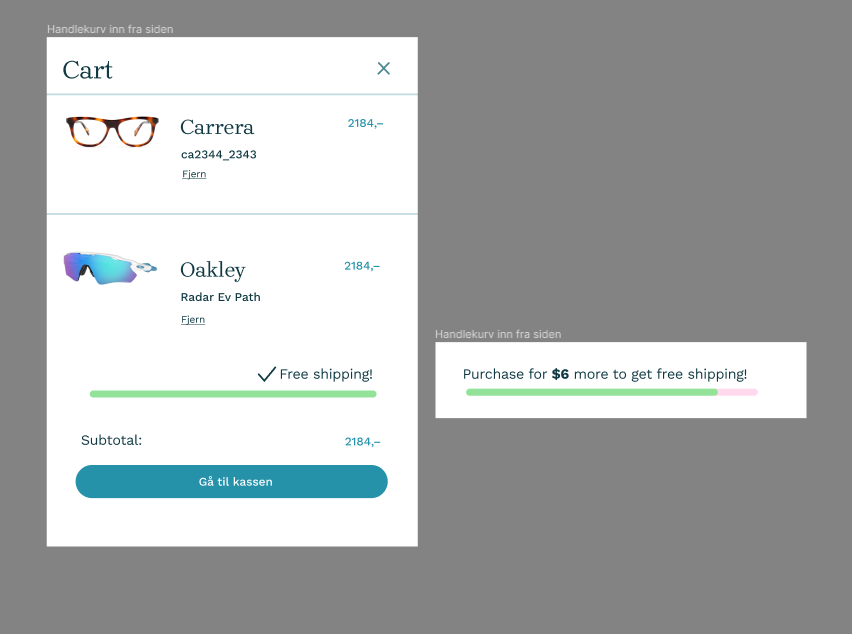 Handlekurv inn fra siden
Cart
Carrera
2184,–
ca2344_2343
Fjern
Oakley
2184,–
Radar Ev Path
Fjern
Free shipping!
Subtotal:
2184,–
Gå til kassen
Handlekurv inn fra siden
Purchase for $6 more to get free shipping!